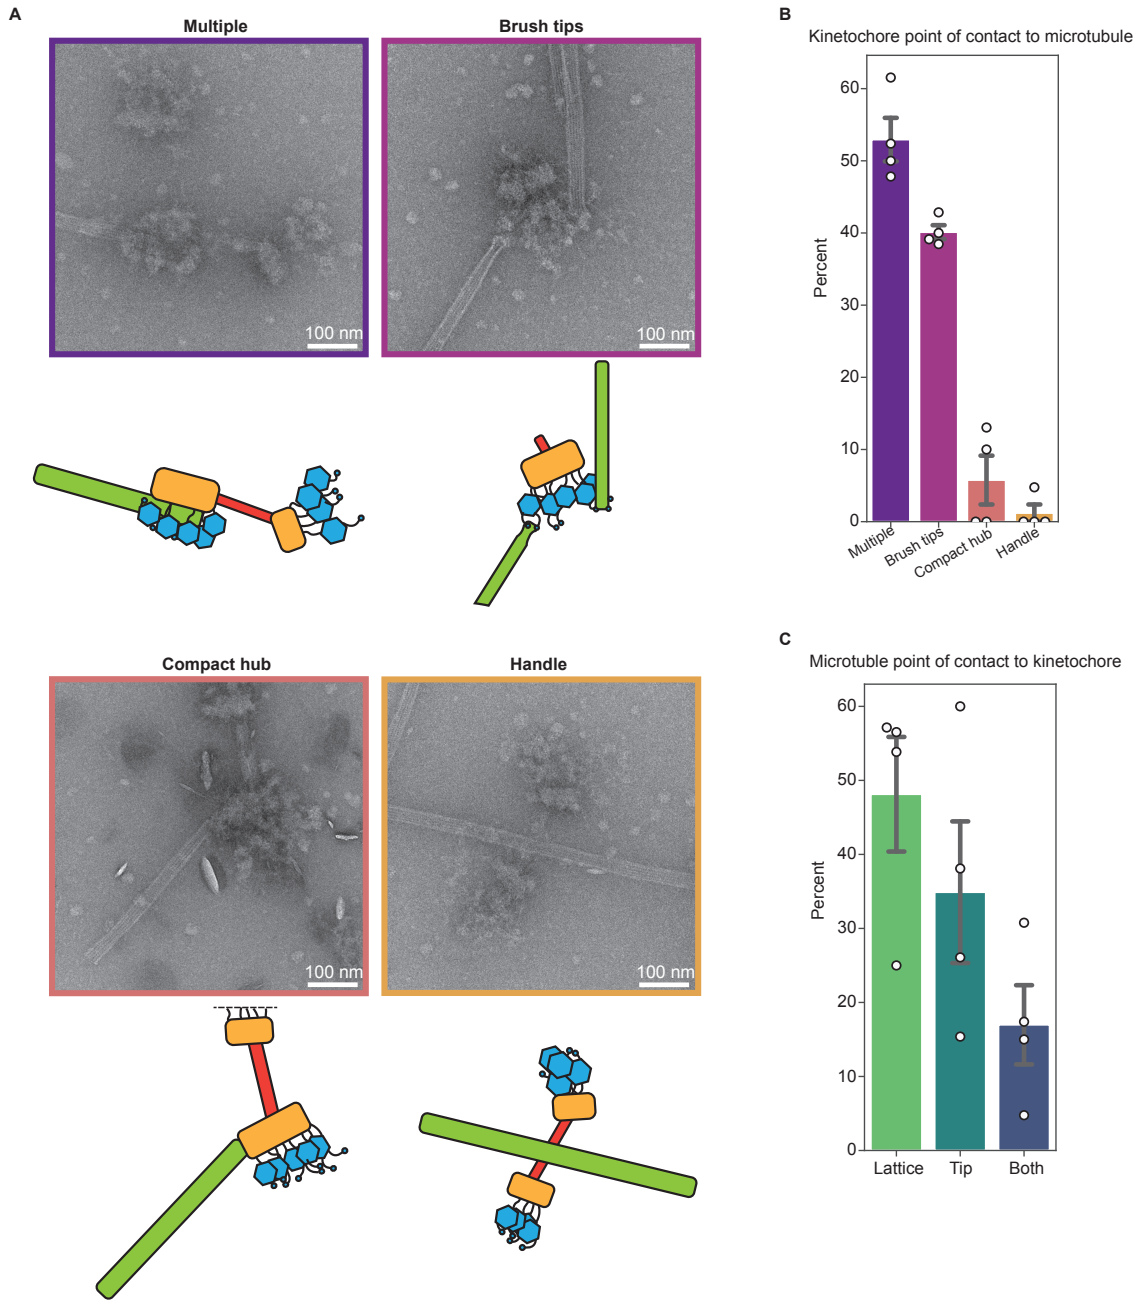 A
Multiple
Brush tips
100 nm
100 nm
Compact hub
Handle
100 nm
100 nm
B
Kinetochore point of contact to microtubule
Percent
60
50
40
30
20
10
0
Multiple
Brush tips
Compact hub
Handle
C
Microtuble point of contact to kinetochore
Percent
60
50
40
30
20
10
0
Lattice
Tip
Both